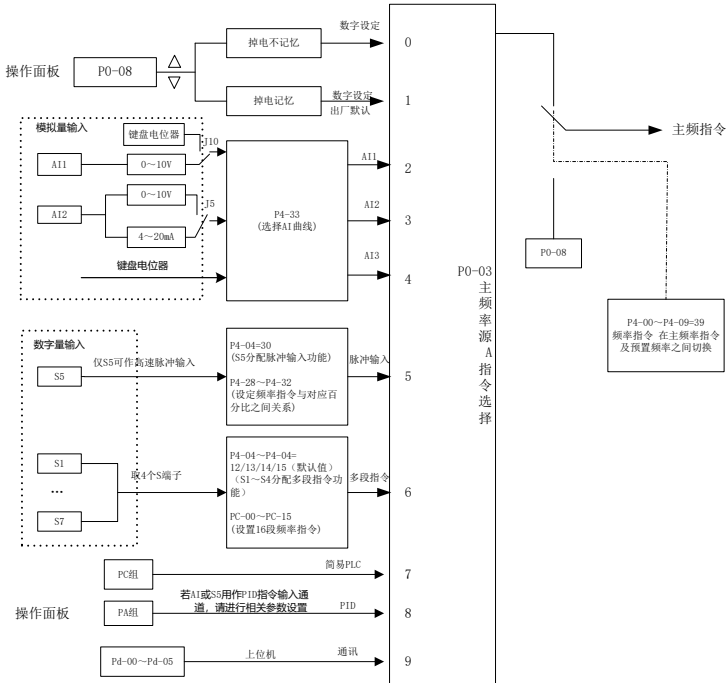 数字设定
掉电不记忆
0
操作面板
P0-08
△
▽
掉电记忆
数字设定
出厂默认
1
主频指令
模拟量输入
键盘电位器
J10
AI1
0～10V
AI1
2
0～10V
J5
AI2
4～20mA
P4-33
(选择AI曲线)
AI2
3
键盘电位器
AI3
4
P0-08
P0-03
主
频
率
源
A
指
令
选
择
P4-00～P4-09=39
频率指令 在主频率指令
及预置频率之间切换
数字量输入
S5
仅S5可作高速脉冲输入
P4-04=30
(S5分配脉冲输入功能)
P4-28～P4-32
(设定频率指令与对应百
分比之间关系)
脉冲输入
5
S1
...
S7
取4个S端子
P4-04～P4-04=
12/13/14/15（默认值）
（S1～S4分配多段指令功
能）
PC-00～PC-15
(设置16段频率指令)
多段指令
6
PC组
简易PLC
7
操作面板
PA组
若AI或S5用作PID指令输入通
道，请进行相关参数设置
PID
8
Pd-00～Pd-05
上位机
通讯
9